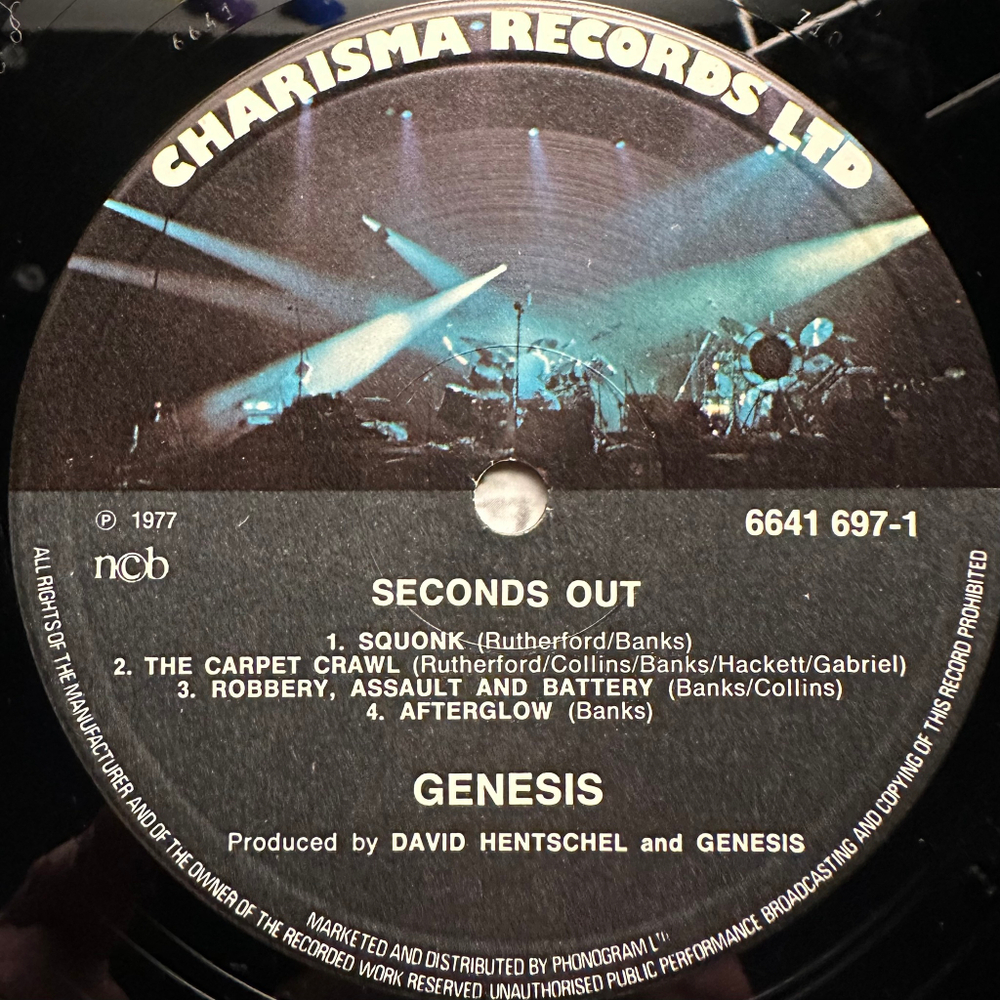 6641
710
CHARISMA RECORDS LTD
℗ 1977
6641 697-1
n©b
SECONDS OUT
1. SQUONK (Rutherford/Banks)
2. THE CARPET CRAWL (Rutherford/Collins/Banks/Hackett/Gabriel)
3. ROBBERY, ASSAULT AND BATTERY (Banks/Collins)
4. AFTERGLOW (Banks)
GENESIS
Produced by DAVID HENTSCHEL and GENESIS
MARKETED AND DISTRIBUTED BY PHONOGRAM
ALL RIGHTS OF THE MANUFACTURER AND OF THE OWNER OF THE RECORDED WORK RESERVED UNAUTHORISED PUBLIC PERFORMANCE BROADCASTING AND COPYING OF THIS RECORD PROHIBITED